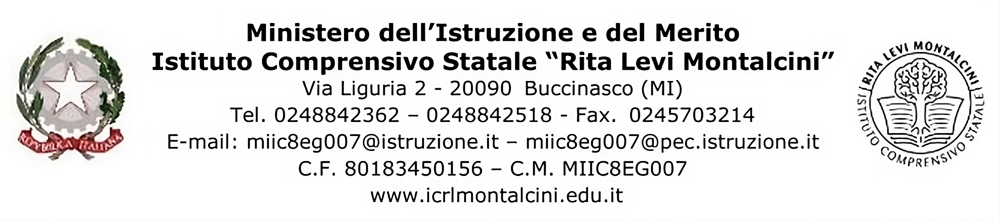 Ministero dell’Istruzione e del Merito
Istituto Comprensivo Statale “Rita Levi Montalcini”
Via Liguria 2 - 20090 Buccinasco (MI)
Tel. 0248842362 – 0248842518 - Fax. 0245703214
E-mail: miic8eg007@istruzione.it – miic8eg007@pec.istruzione.it
C.F. 80183450156 – C.M. MIIC8EG007
www.icrlmontalcini.edu.it
REPVBBLICA ITALIANA
RITA LEVI MONTALCINI
ISTITUTO COMPRENSIVO STATALE